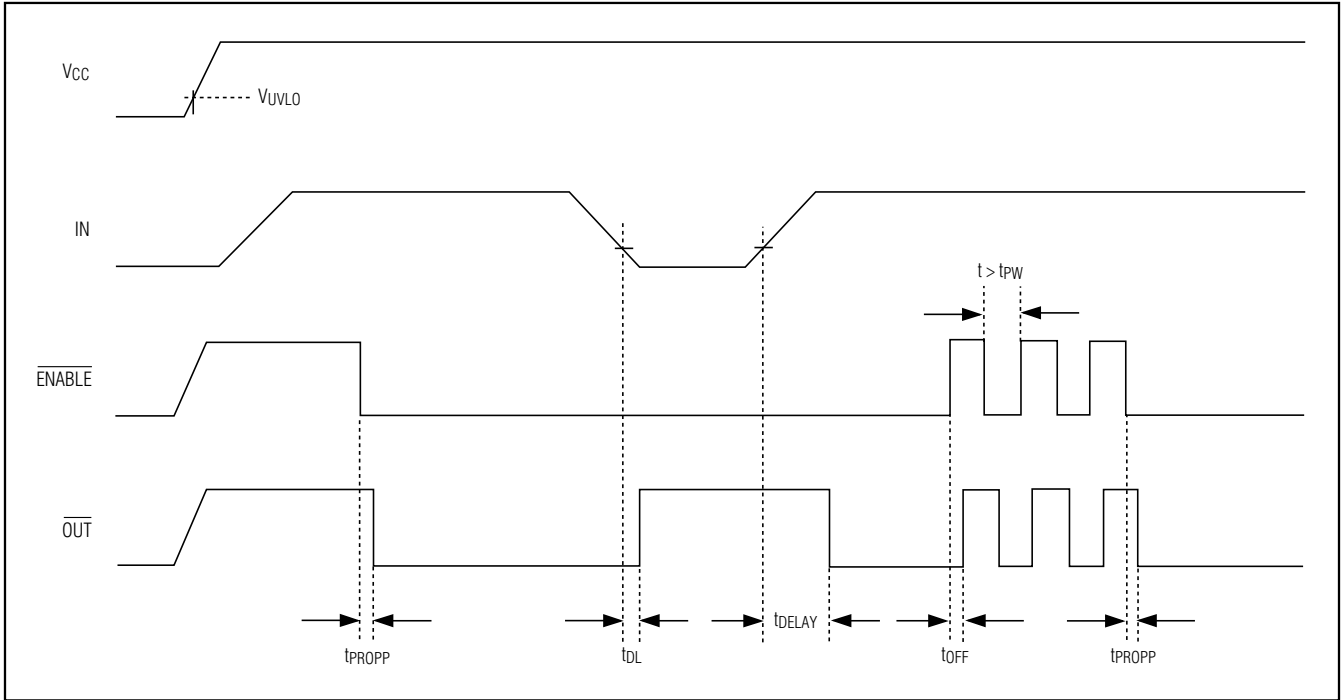 VCC
VUVLO
IN
t > tPW
ENABLE
OUT
tDELAY
tPROPP
tDL
tOFF
tPROPP